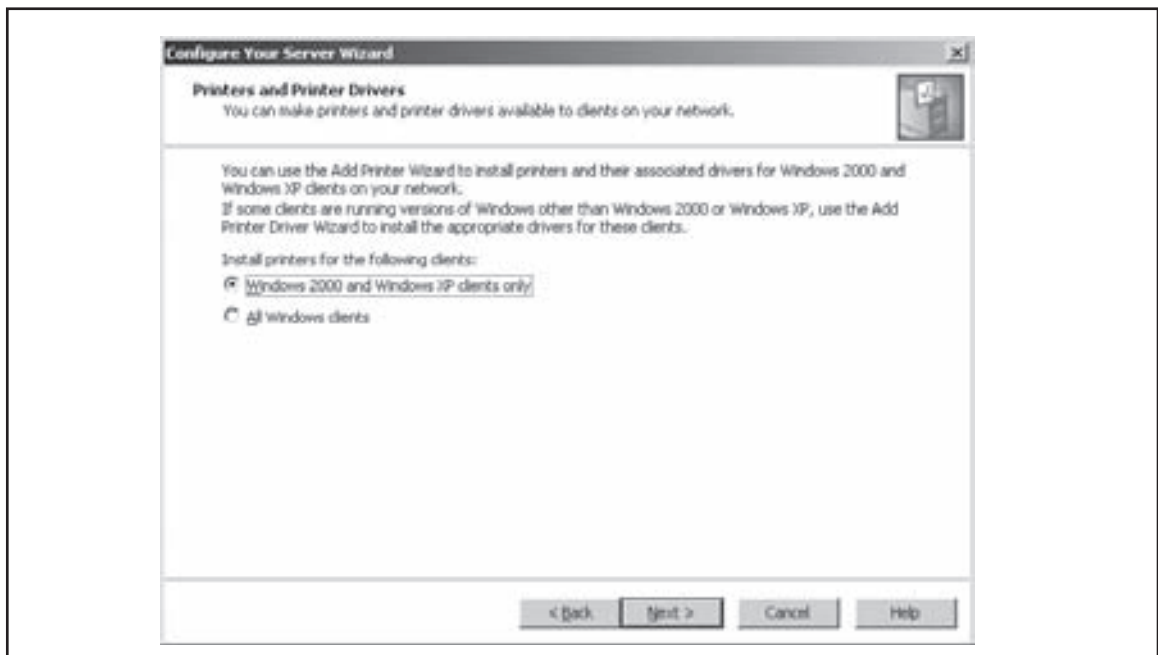 Configure Your Server Wizard
Printers and Printer Drivers
You can make printers and printer drivers available to clients on your network.
You can use the Add Printer Wizard to install printers and their associated drivers for Windows 2000 and
Windows XP clients on your network.
If some clients are running versions of Windows other than Windows 2000 or Windows XP, use the Add
Printer Driver Wizard to install the appropriate drivers for these clients.
Install printers for the following clients:
Windows 2000 and Windows XP clients only
All Windows clients
< Back Next > Cancel Help